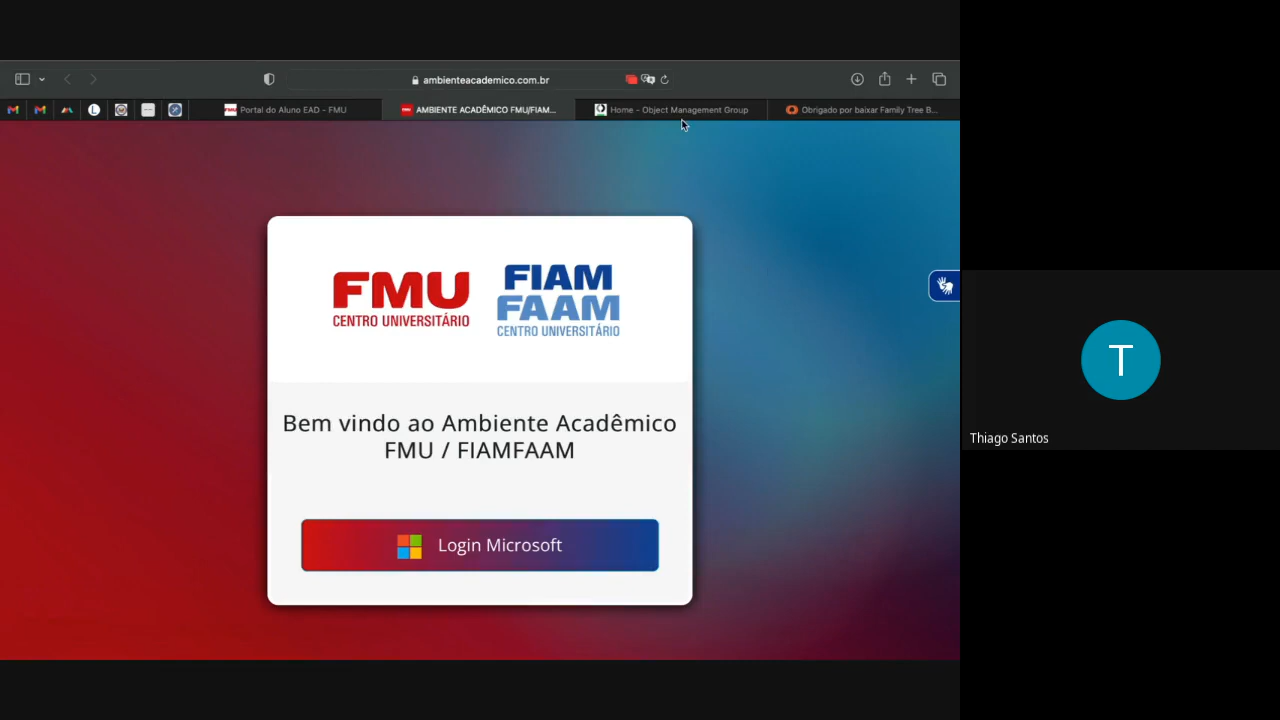 ambienteacademico.com.br
Portal do Aluno EAD - FMU
AMBIENTE ACADÊMICO FMU/FIAM...
Home - Object Management Group
Obrigado por baixar Family Tree B...
FMU
CENTRO UNIVERSITÁRIO
FIAM
FAAM
CENTRO UNIVERSITÁRIO
Bem vindo ao Ambiente Acadêmico
FMU / FIAMFAAM
Login Microsoft
T
Thiago Santos